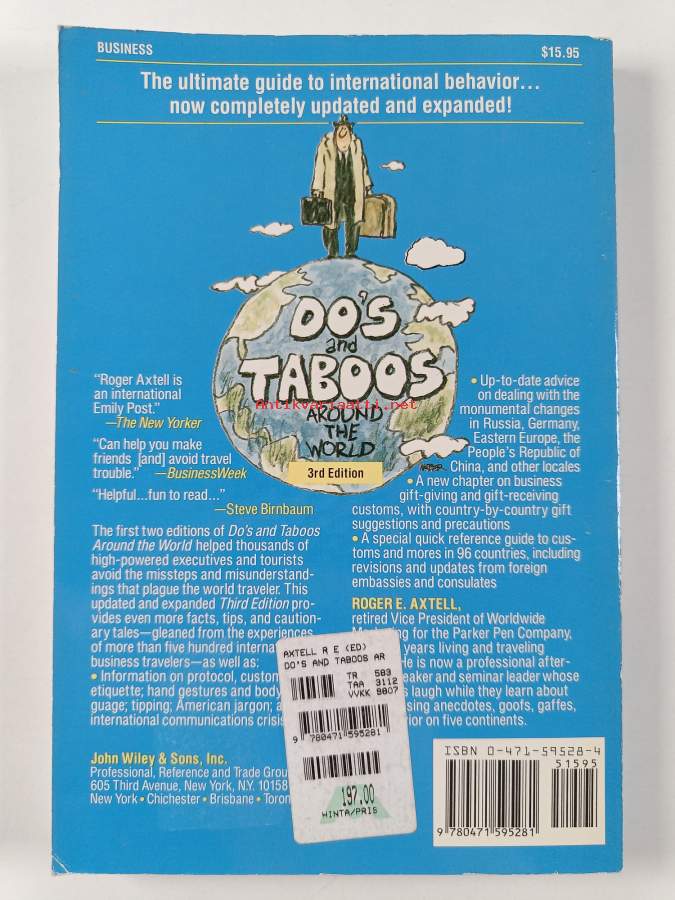 BUSINESS
$15.95
The ultimate guide to international behavior...
now completely updated and expanded!
DO'S
and
TABOOS
Antikvariaatti.net
AROUND
THE
WORLD
3rd Edition
"Roger Axtell is
an international
Emily Post."
—The New Yorker
"Can help you make
friends [and] avoid travel
trouble." —BusinessWeek
"Helpful...fun to read..."
—Steve Birnbaum
The first two editions of Do's and Taboos
Around the World helped thousands of
high-powered executives and tourists
avoid the missteps and misunderstand-
ings that plague the world traveler. This
updated and expanded Third Edition pro-
vides even more facts, tips, and caution-
ary tales—gleaned from the experiences
of more than five hundred
business travelers—as well as:
• Information on protocol,
etiquette; hand gestures and
guage; tipping; American jargon;
international communications
• Up-to-date advice
on dealing with the
monumental changes
in Russia, Germany,
Eastern Europe, the
People's Republic of
China, and other locales
• A new chapter on business
gift-giving and gift-receiving
customs, with country-by-country gift
suggestions and precautions
• A special quick reference guide to cus-
toms and mores in 96 countries, including
revisions and updates from foreign
embassies and consulates
ROGER E. AXTELL,
retired Vice President of Worldwide
for the Parker Pen Company,
years living and traveling
He is now a professional after-
and seminar leader whose
laugh while they learn about
anecdotes, goofs, gaffes,
on five continents.
John Wiley & Sons, Inc.
Professional, Reference and Trade
605 Third Avenue, New York, N.Y.
New York • Chichester • Brisbane •
AXTELL R E (ED)
DO'S AND TABOOS AR
TR 583
TAA 3112
VVKK 9807
9 780471 595281
197.00
HINTA/PRIS
ISBN 0-471-59528-4
51595
9 780471 595281